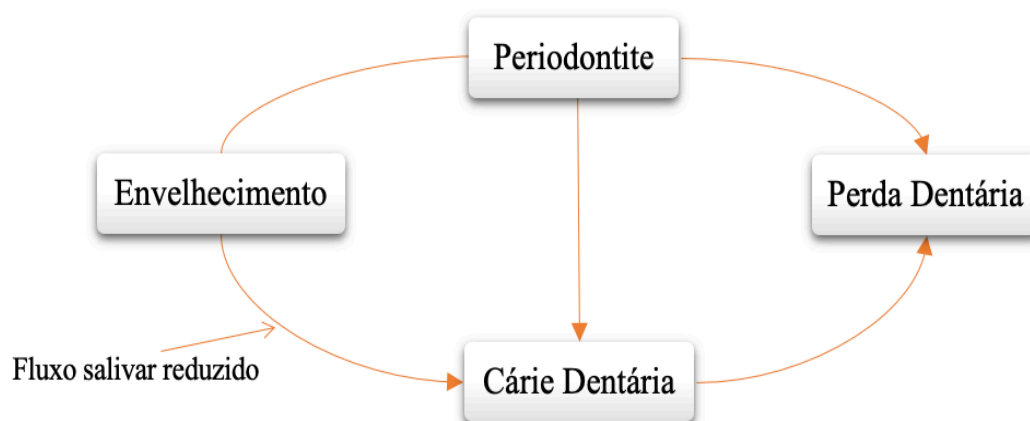 Periodontite
Envelhecimento
Perda Dentária
Fluxo salivar reduzido
Cárie Dentária